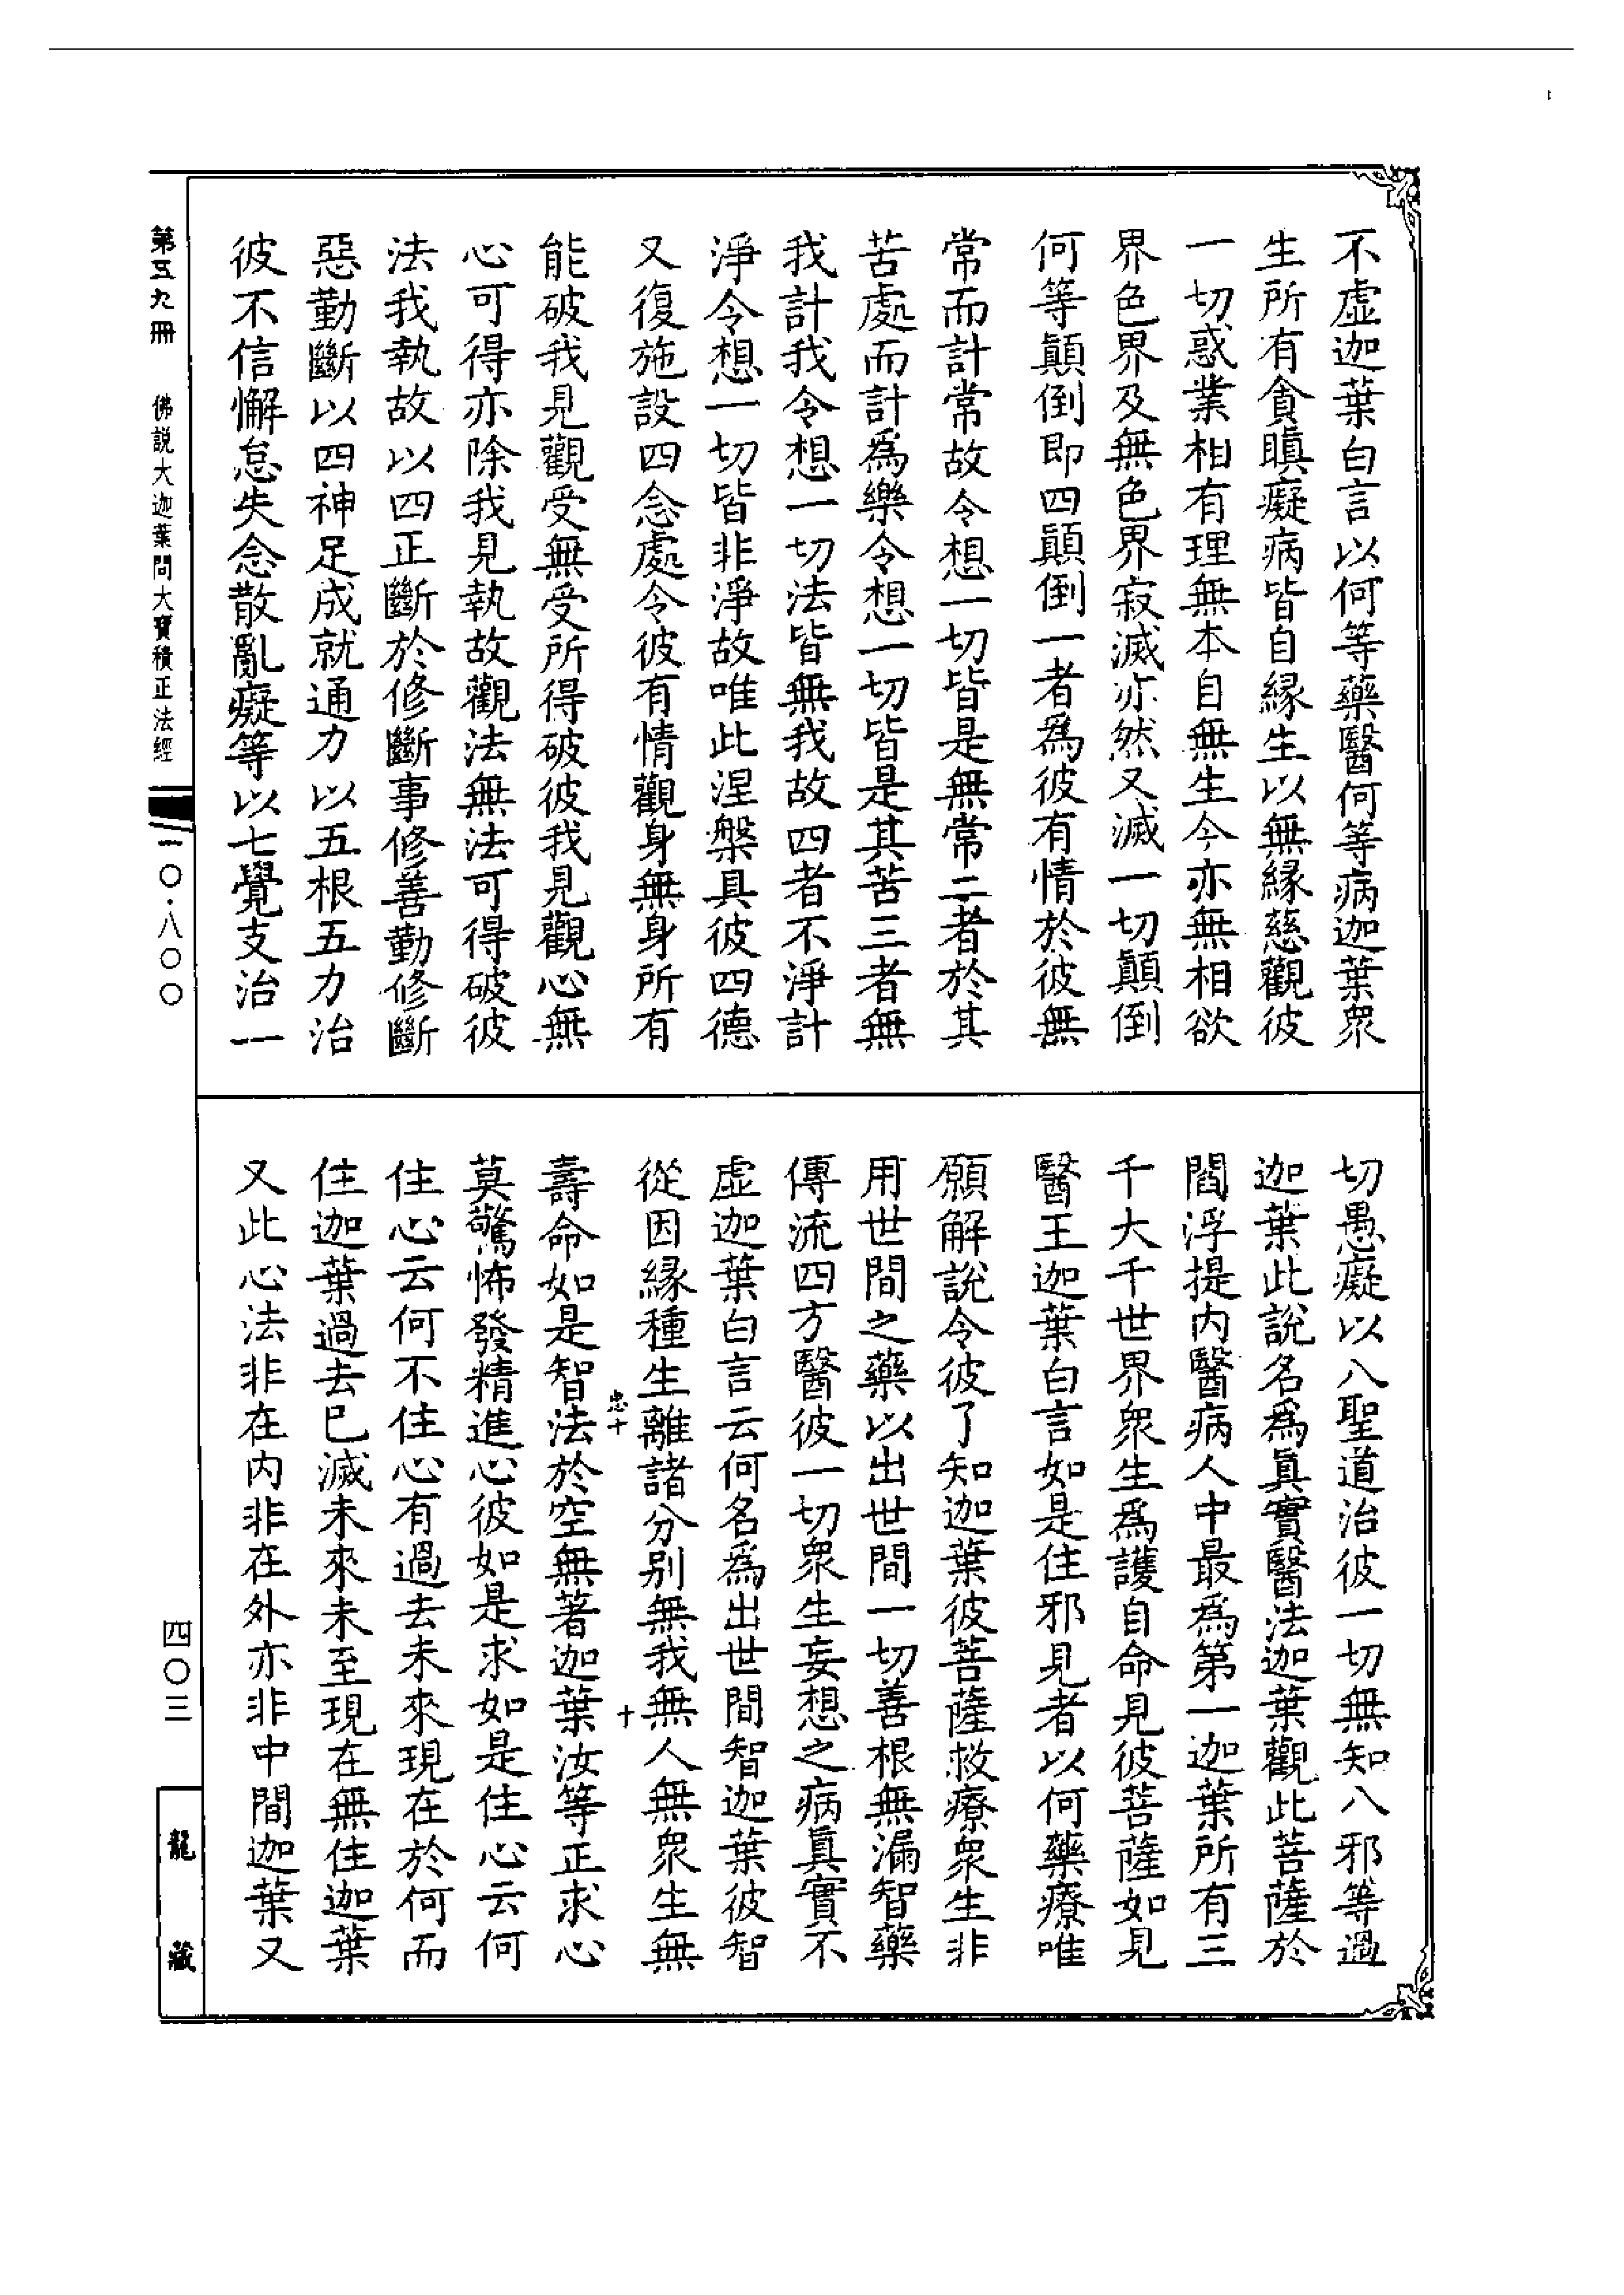 不虛迦葉白言以何等藥醫何等病迦葉眾
生所有貪瞋癡病皆自緣生以無緣慈觀彼
一切惑業相有理無本自無生今亦無相欲
界色界及無色界寂滅亦然又滅一切顛倒
何等顛倒即四顛倒一者為彼有情於彼無
常而計常故令想一切皆是無常二者於其
苦處而計為樂令想一切皆是其苦三者無
我計我令想一切法皆無我故四者不淨計
淨令想一切皆非淨故唯此涅槃具彼四德
又復施設四念處令彼有情觀身無身所有
能破我見觀受無受所得破彼我見觀心無
心可得亦除我見執故觀法無法可得破彼
法我執故以四正斷於修斷事修善勤修斷
惡勤斷以四神足成就通力以五根五力治
彼不信懈怠失念散亂癡等以七覺支治一
切愚癡以八聖道治彼一切無知八邪等過
迦葉此說名為真實醫法迦葉觀此菩薩於
閻浮提內醫病人中最為第一迦葉所有三
千大千世界眾生為護自命見彼菩薩如見
醫王迦葉白言如是住邪見者以何藥療唯
願解說令彼了知迦葉彼菩薩救療眾生非
用世間之藥以出世間一切善根無漏智藥
傳流四方醫彼一切眾生妄想之病真實不
虛迦葉白言云何名為出世間智迦葉彼智
從因緣種生離諸分別無我無人無眾生無
忠十
十
壽命如是智法於空無著迦葉汝等正求心
莫驚怖發精進心彼如是求如是住心云何
住心云何不住心有過去未來現在於何而
住迦葉過去已滅未來未至現在無住迦葉
又此心法非在內非在外亦非中間迦葉又
第五九冊
佛說大迦葉問大寶積正法經
一〇·八〇〇
四〇三
龍藏